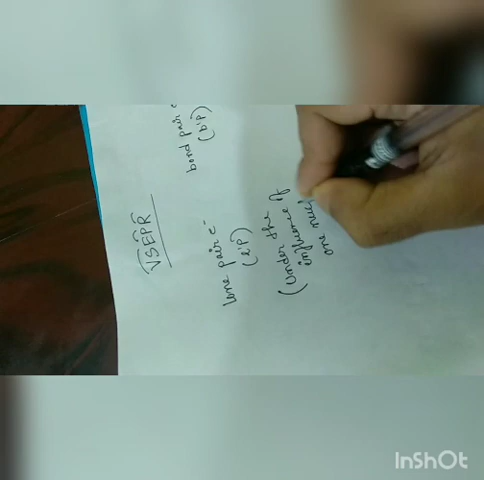 VSEPR
lone pair e-
(l.p)
bond pair e
(b.p)
(Under the
influence of
one nucl
InShOt